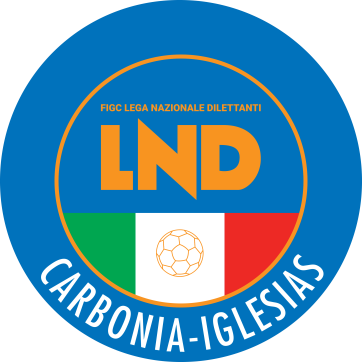 FIGC LEGA NAZIONALE DILETTANTI
LND
CARBONIA-IGLESIAS